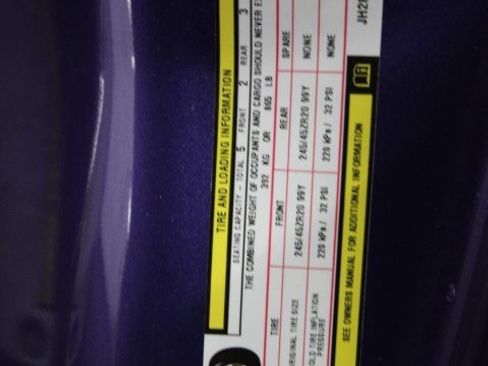 TIRE AND LOADING INFORMATION
SEATING CAPACITY - TOTAL 5 FRONT 2 REAR 3
THE COMBINED WEIGHT OF OCCUPANTS AND CARGO SHOULD NEVER
392 KG OR 865 LB
TIRE FRONT REAR SPARE
ORIGINAL TIRE SIZE 245/45ZR20 99Y 245/45ZR20 99Y NONE
COLD TIRE INFLATION PRESSURE 220 kPa / 32 PSI 220 kPa / 32 PSI NONE
SEE OWNERS MANUAL FOR ADDITIONAL INFORMATION